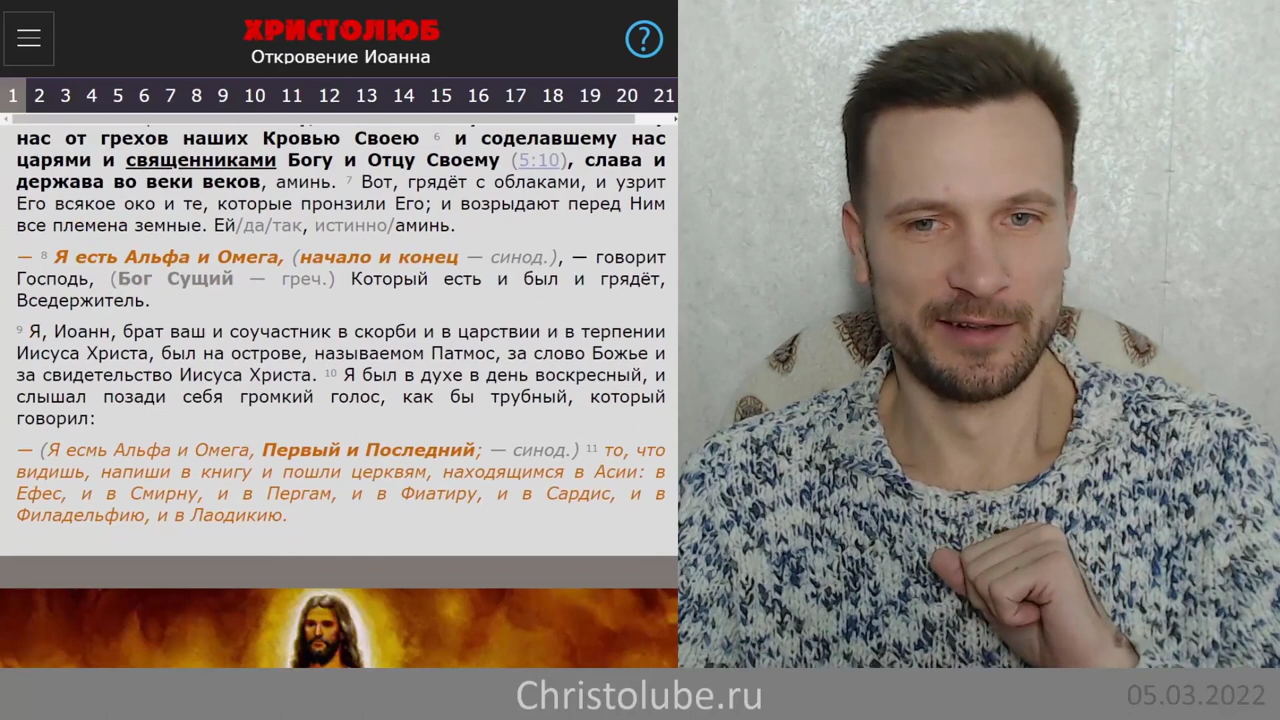 ХРИСТОЛЮБ
Откровение Иоанна
?
1 2 3 4 5 6 7 8 9 10 11 12 13 14 15 16 17 18 19 20 21
нас от грехов наших Кровью Своею 6 и соделавшему нас
царями и священниками Богу и Отцу Своему (5:10), слава и
держава во веки веков, аминь. 7 Вот, грядёт с облаками, и узрит
Его всякое око и те, которые пронзили Его; и возрыдают перед Ним
все племена земные. Ей/да/так, истинно/аминь.
— 8 Я есть Альфа и Омега, (начало и конец — синод.), — говорит
Господь, (Бог Сущий — греч.) Который есть и был и грядёт,
Вседержитель.
9 Я, Иоанн, брат ваш и соучастник в скорби и в царствии и в терпении
Иисуса Христа, был на острове, называемом Патмос, за слово Божье и
за свидетельство Иисуса Христа. 10 Я был в духе в день воскресный, и
слышал позади себя громкий голос, как бы трубный, который
говорил:
— (Я есмь Альфа и Омега, Первый и Последний; — синод.) 11 то, что
видишь, напиши в книгу и пошли церквям, находящимся в Асии: в
Ефес, и в Смирну, и в Пергам, и в Фиатиру, и в Сардис, и в
Филадельфию, и в Лаодикию.
Christolube.ru
05.03.2022